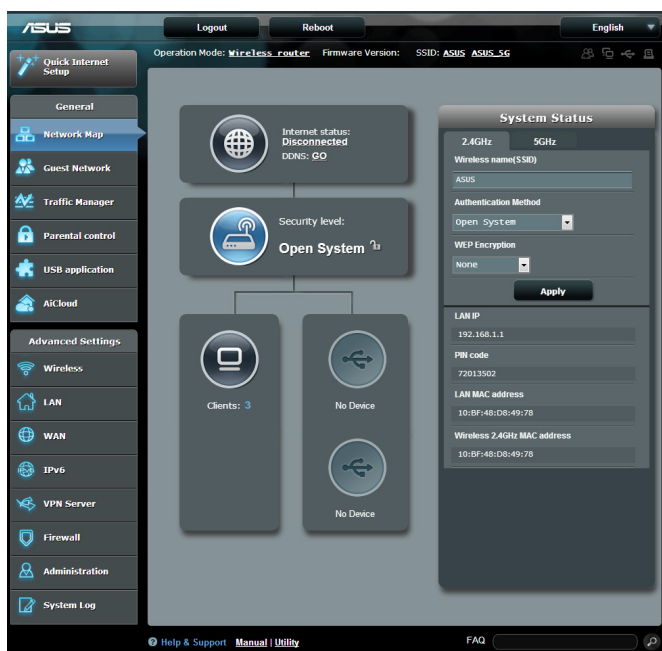 ASUS
Logout
Reboot
English
Operation Mode: Wireless router Firmware Version: SSID: ASUS ASUS_5G
Quick Internet
Setup
General
Network Map
Guest Network
Traffic Manager
Parental control
USB application
AiCloud
Advanced Settings
Wireless
LAN
WAN
IPv6
VPN Server
Firewall
Administration
System Log
Internet status:
Disconnected
DDNS: GO
Security level:
Open System
Clients: 3
No Device
No Device
System Status
2.4GHz 5GHz
Wireless name(SSID)
ASUS
Authentication Method
Open System
WEP Encryption
None
Apply
LAN IP
192.168.1.1
PIN code
72013502
LAN MAC address
10:BF:48:D8:49:78
Wireless 2.4GHz MAC address
10:BF:48:D8:49:78
Help & Support Manual | Utility
FAQ